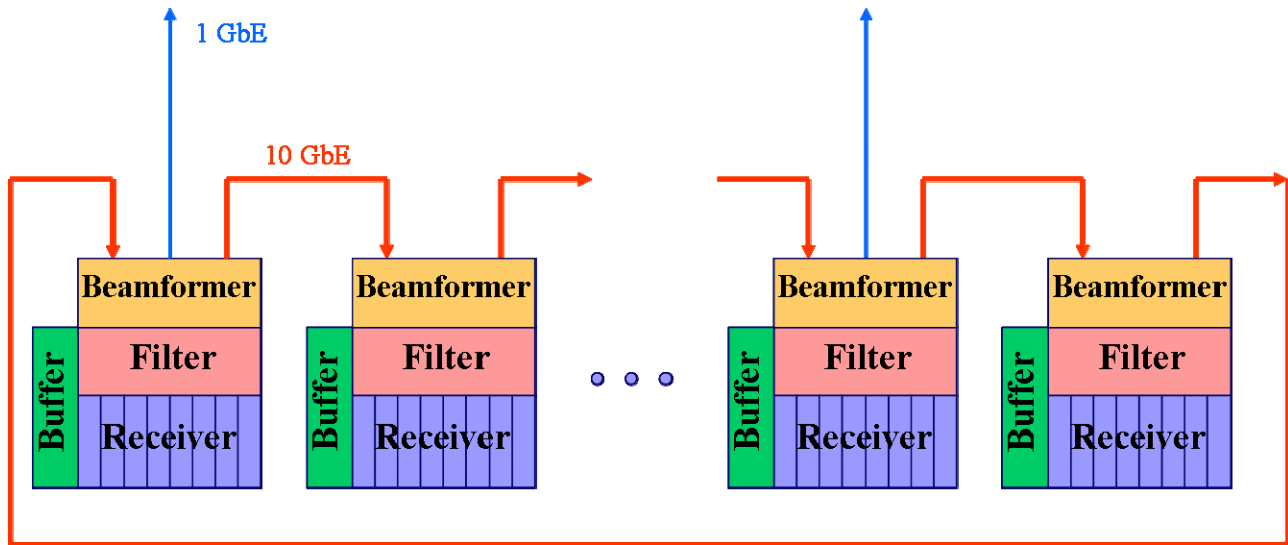 1 GbE
10 GbE
Beamformer
Beamformer
Beamformer
Beamformer
Buffer
Filter
Buffer
Filter
Buffer
Filter
Buffer
Filter
Receiver
Receiver
Receiver
Receiver